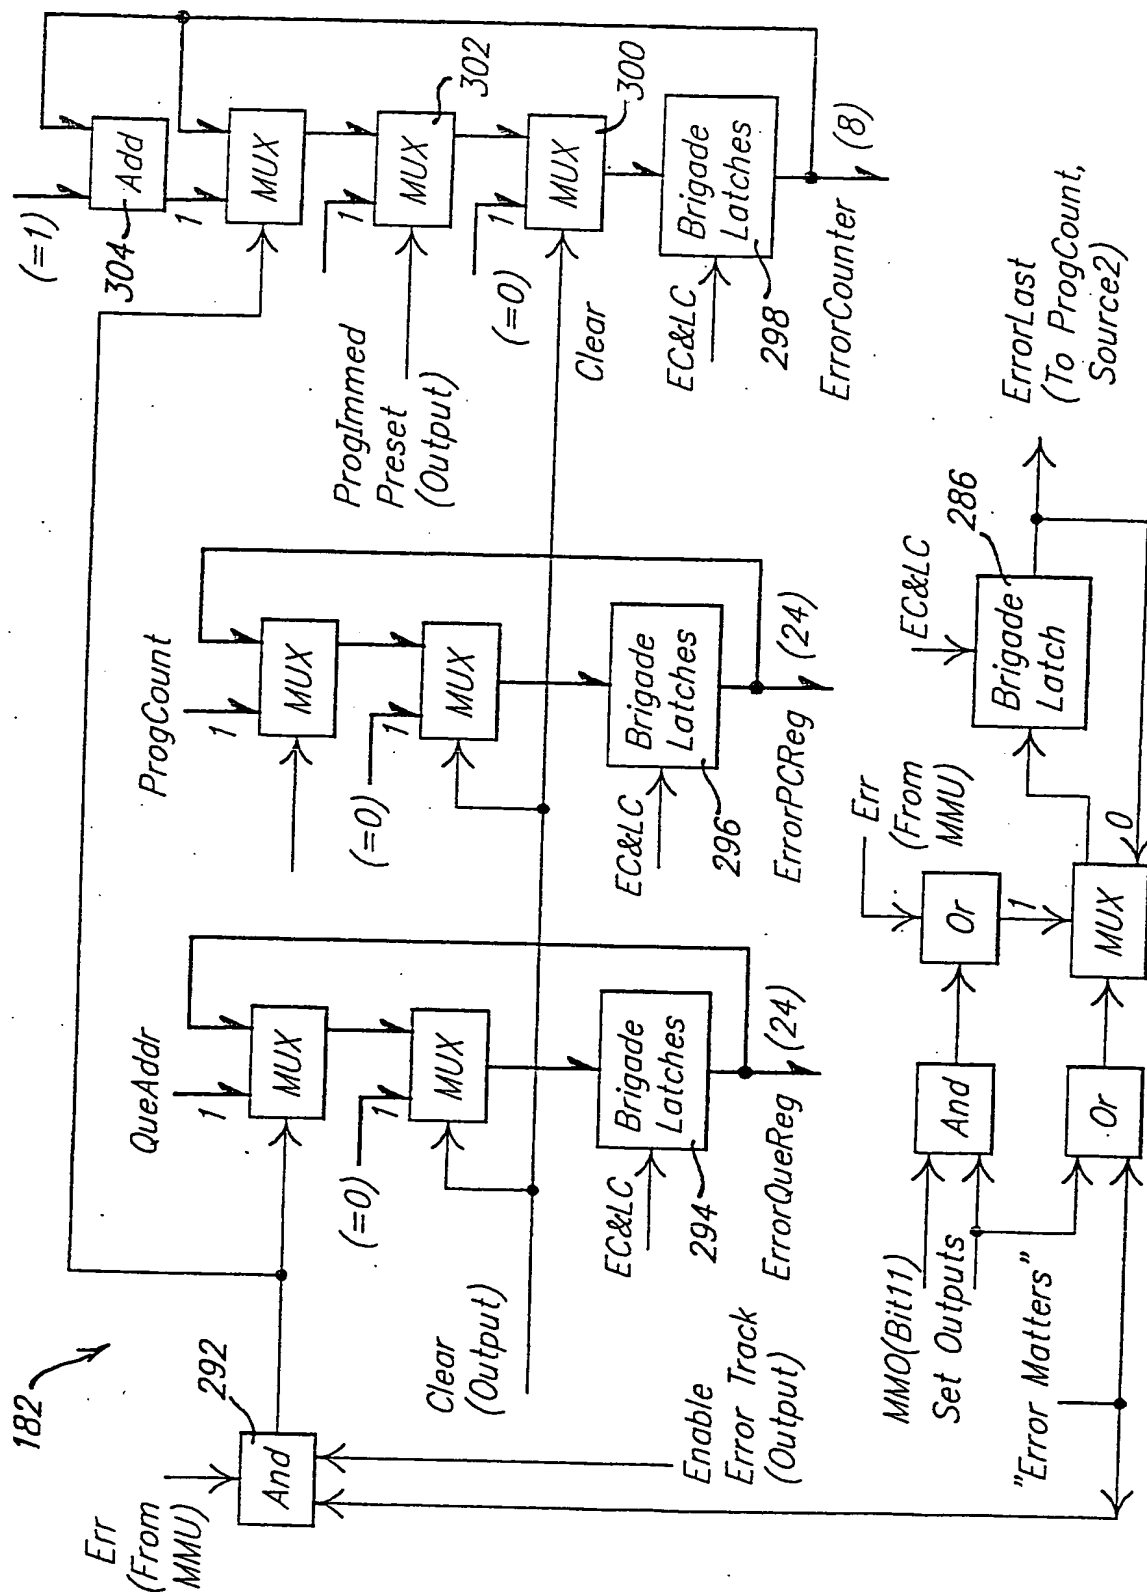 182
Err
(From
MMU)
292
And
Enable
Error Track
(Output)
Clear
(Output)
QueAddr
1
MUX
(=0)
1
MUX
EC&LC
Brigade
Latches
294
ErrorQueReg
(24)
ProgCount
1
MUX
(=0)
1
MUX
EC&LC
Brigade
Latches
296
ErrorPCReg
(24)
(=1)
304
Add
1
MUX
ProgImmed
Preset
(Output)
1
MUX
302
(=0)
1
MUX
300
Clear
EC&LC
Brigade
Latches
298
ErrorCounter
(8)
MMO(Bit11)
Set Outputs
"Error Matters"
And
Or
Err
(From
MMU)
Or
1
MUX
0
EC&LC
Brigade
Latch
286
ErrorLast
(To ProgCount,
Source2)